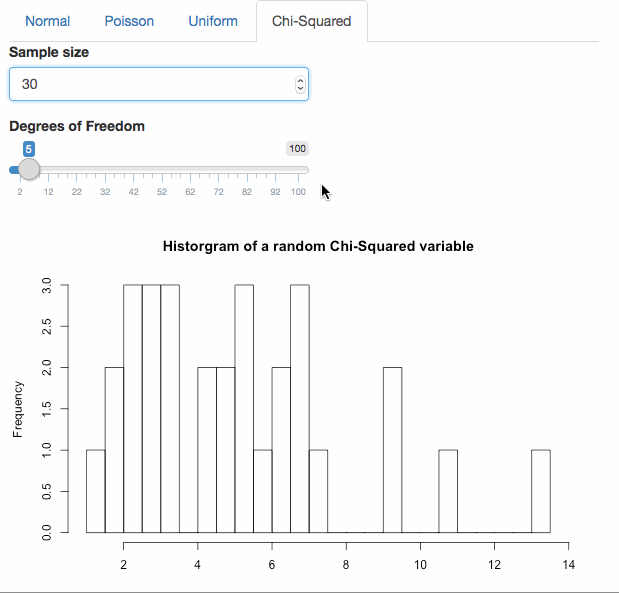 Normal Poisson Uniform Chi-Squared
Sample size
30
Degrees of Freedom
5 100
2 12 22 32 42 52 62 72 82 92 100
Historgram of a random Chi-Squared variable
3.0
2.5
2.0
1.5
1.0
0.5
0.0
Frequency
2 4 6 8 10 12 14